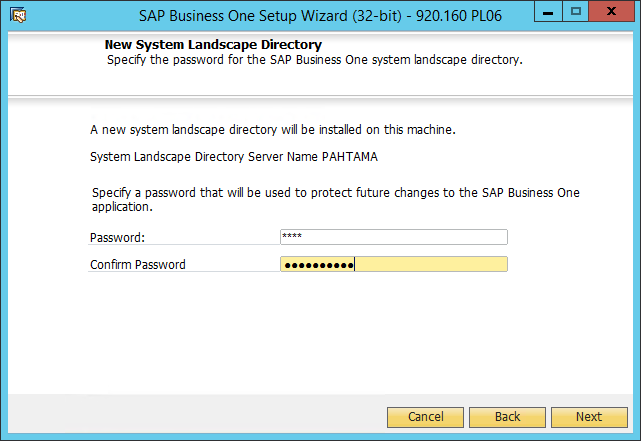 SAP Business One Setup Wizard (32-bit) - 920.160 PL06
New System Landscape Directory
Specify the password for the SAP Business One system landscape directory.
A new system landscape directory will be installed on this machine.
System Landscape Directory Server Name PAHTAMA
Specify a password that will be used to protect future changes to the SAP Business One
application.
Password: ****
Confirm Password ●●●●●●●●●●
Cancel Back Next